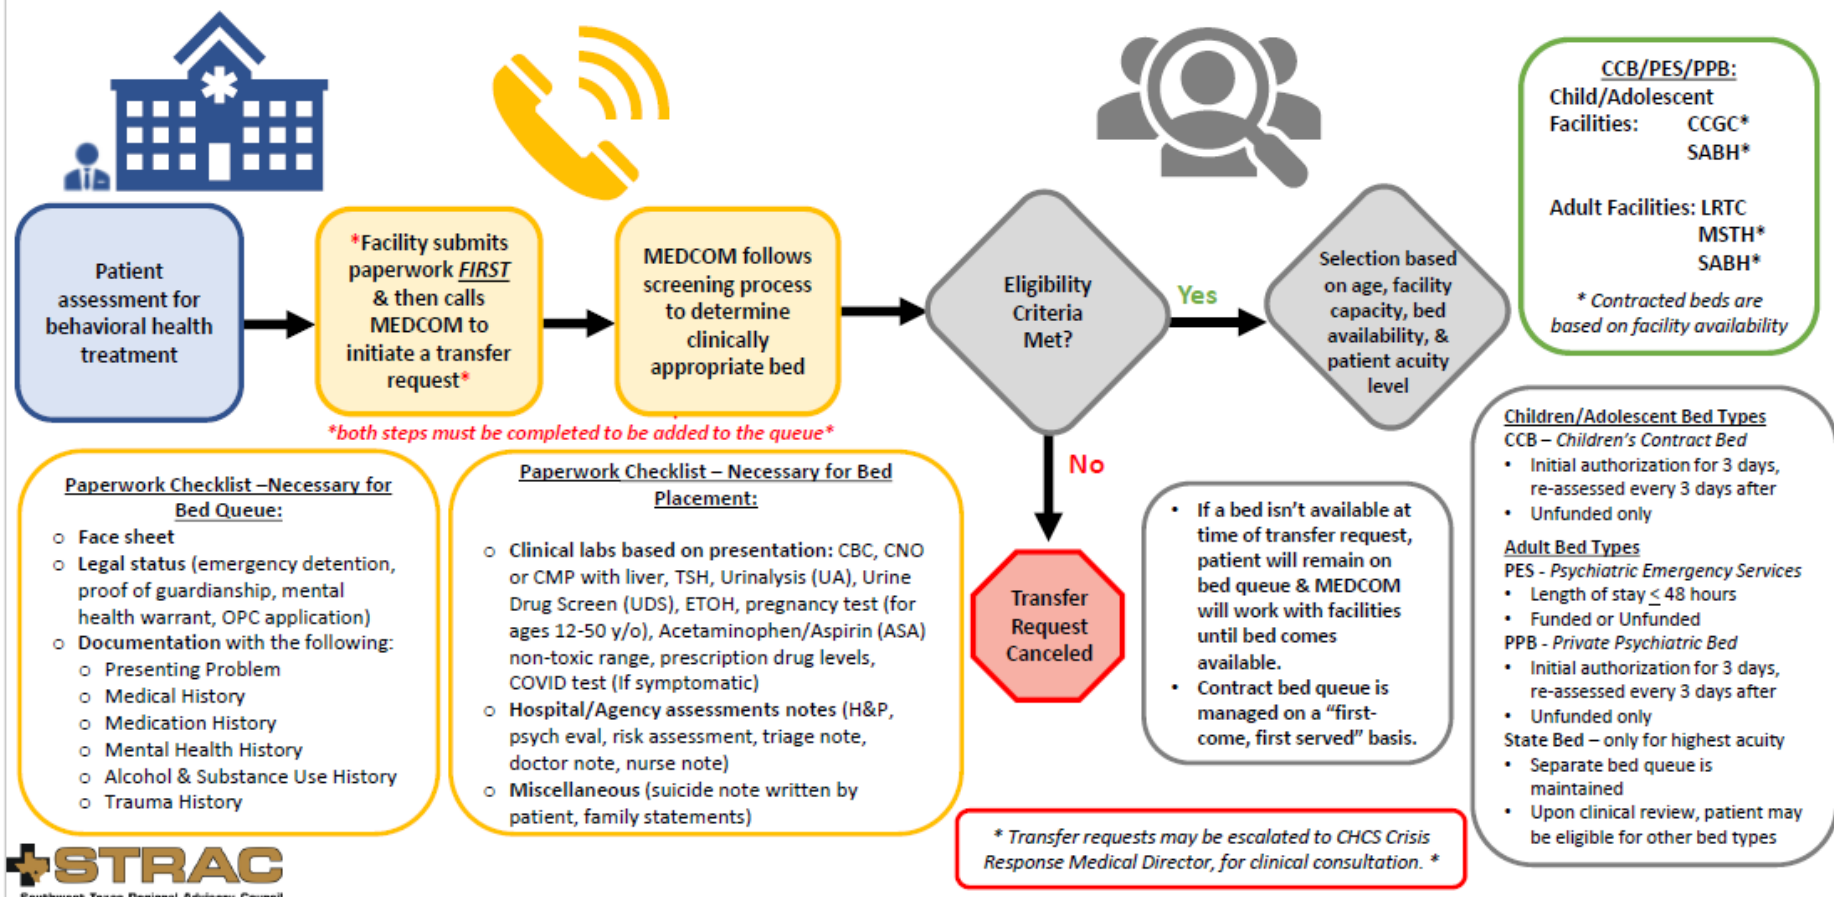 Patient
assessment for
behavioral health
treatment
*Facility submits
paperwork FIRST
& then calls
MEDCOM to
initiate a transfer
request*
MEDCOM follows
screening process
to determine
clinically
appropriate bed
*both steps must be completed to be added to the queue*
Eligibility
Criteria
Met?
Yes
No
Selection based
on age, facility
capacity, bed
availability, &
patient acuity
level
CCB/PES/PPB:
Child/Adolescent
Facilities: CCGC*
SABH*
Adult Facilities: LRTC
MSTH*
SABH*
* Contracted beds are
based on facility availability
Paperwork Checklist –Necessary for
Bed Queue:
o Face sheet
o Legal status (emergency detention,
proof of guardianship, mental
health warrant, OPC application)
o Documentation with the following:
o Presenting Problem
o Medical History
o Medication History
o Mental Health History
o Alcohol & Substance Use History
o Trauma History
Paperwork Checklist – Necessary for Bed
Placement:
o Clinical labs based on presentation: CBC, CNO
or CMP with liver, TSH, Urinalysis (UA), Urine
Drug Screen (UDS), ETOH, pregnancy test (for
ages 12-50 y/o), Acetaminophen/Aspirin (ASA)
non-toxic range, prescription drug levels,
COVID test (If symptomatic)
o Hospital/Agency assessments notes (H&P,
psych eval, risk assessment, triage note,
doctor note, nurse note)
o Miscellaneous (suicide note written by
patient, family statements)
Transfer
Request
Canceled
• If a bed isn't available at
time of transfer request,
patient will remain on
bed queue & MEDCOM
will work with facilities
until bed comes
available.
• Contract bed queue is
managed on a “first-
come, first served” basis.
Children/Adolescent Bed Types
CCB – Children's Contract Bed
• Initial authorization for 3 days,
re-assessed every 3 days after
• Unfunded only
Adult Bed Types
PES - Psychiatric Emergency Services
• Length of stay < 48 hours
• Funded or Unfunded
PPB - Private Psychiatric Bed
• Initial authorization for 3 days,
re-assessed every 3 days after
• Unfunded only
State Bed – only for highest acuity
• Separate bed queue is
maintained
• Upon clinical review, patient may
be eligible for other bed types
* Transfer requests may be escalated to CHCS Crisis
Response Medical Director, for clinical consultation. *
STRAC
Southwest Texas Regional Advisory Council